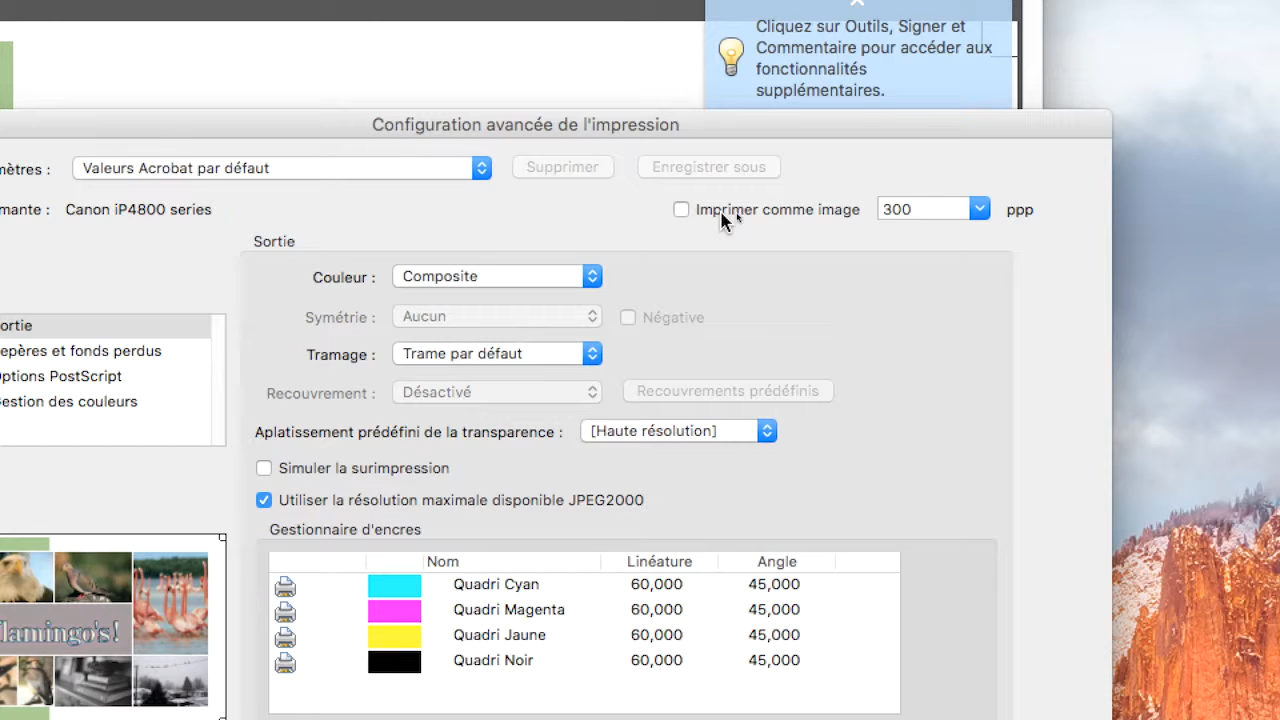 Cliquez sur Outils, Signer et
Commentaire pour accéder aux
fonctionnalités
supplémentaires.
Configuration avancée de l'impression
mètres : Valeurs Acrobat par défaut Supprimer Enregistrer sous
mante : Canon iP4800 series Imprimer comme image 300 ppp
Sortie
Couleur : Composite
Symétrie : Aucun Négative
ortie
epères et fonds perdus
Tramage : Trame par défaut
ptions PostScript
Recouvrement : Désactivé Recouvrements prédéfinis
estion des couleurs
Aplatissement prédéfini de la transparence : [Haute résolution]
Simuler la surimpression
Utiliser la résolution maximale disponible JPEG2000
Gestionnaire d'encres
Nom Linéature Angle
Quadri Cyan 60,000 45,000
Quadri Magenta 60,000 45,000
Quadri Jaune 60,000 45,000
Quadri Noir 60,000 45,000
lamingo's!